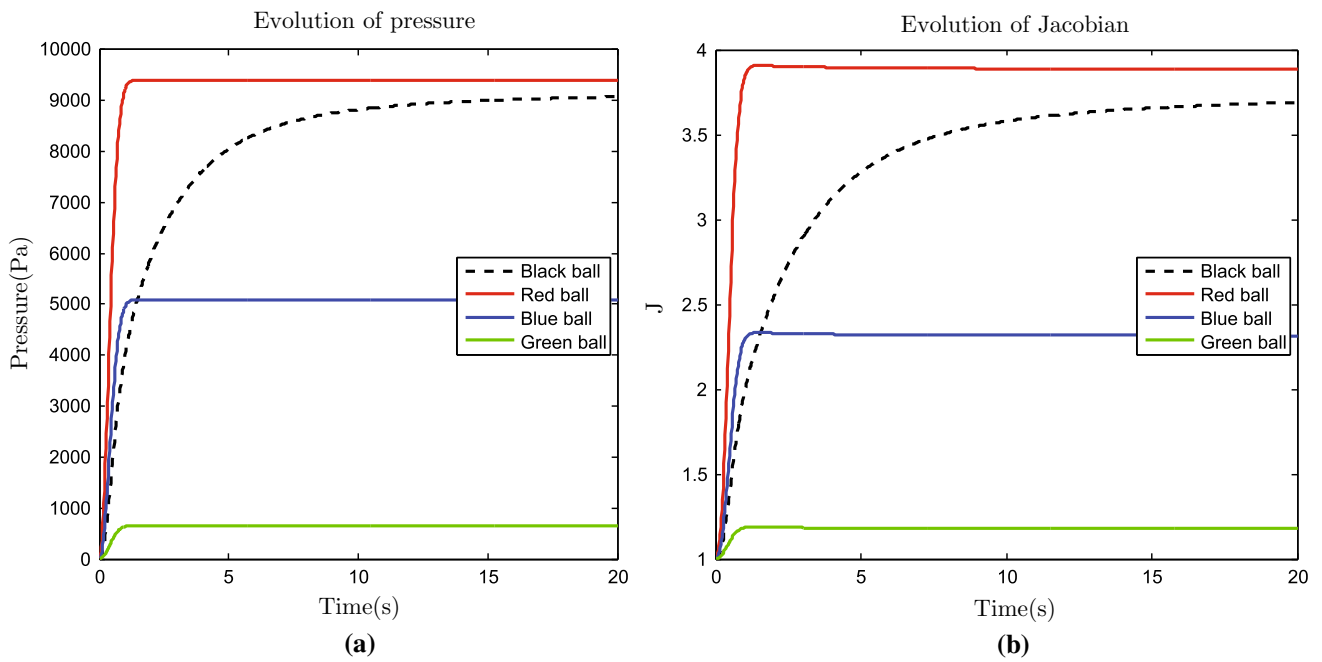 Evolution of pressure
10000
9000
8000
7000
6000
5000
4000
3000
2000
1000
0
Pressure(Pa)
Black ball
Red ball
Blue ball
Green ball
0 5 10 15 20
Time(s)
(a)
Evolution of Jacobian
4
3.5
3
2.5
2
1.5
1
J
Black ball
Red ball
Blue ball
Green ball
0 5 10 15 20
Time(s)
(b)